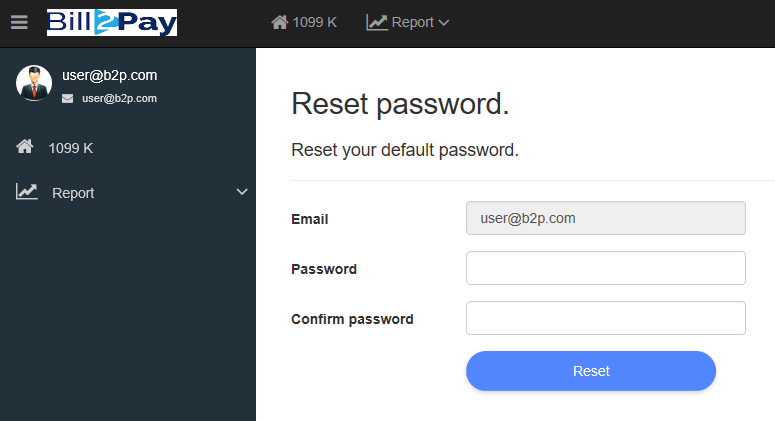 Bill2Pay
1099 K
Report
user@b2p.com
user@b2p.com
1099 K
Report
Reset password.
Reset your default password.
Email
user@b2p.com
Password
Confirm password
Reset